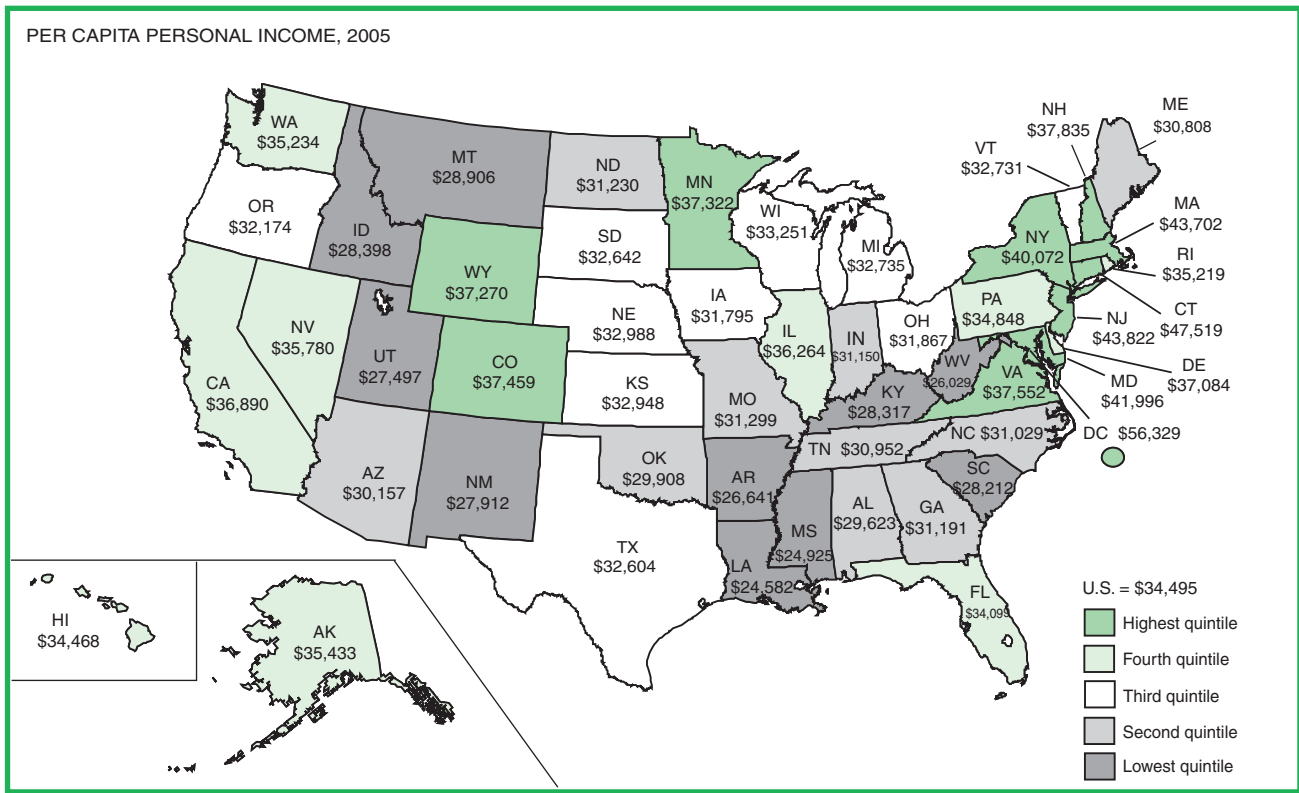 PER CAPITA PERSONAL INCOME, 2005
WA
$35,234
OR
$32,174
CA
$36,890
NV
$35,780
ID
$28,398
MT
$28,906
WY
$37,270
UT
$27,497
CO
$37,459
AZ
$30,157
NM
$27,912
ND
$31,230
SD
$32,642
NE
$32,988
KS
$32,948
OK
$29,908
TX
$32,604
MN
$37,322
IA
$31,795
MO
$31,299
AR
$26,641
LA
$24,582
WI
$33,251
IL
$36,264
MI
$32,735
IN
$31,150
OH
$31,867
KY
$28,317
TN $30,952
MS
$24,925
AL
$29,623
GA
$31,191
FL
$34,099
SC
$28,212
NC $31,029
VA
$37,552
WV
$26,029
PA
$34,848
NY
$40,072
VT
$32,731
NH
$37,835
ME
$30,808
MA
$43,702
RI
$35,219
CT
$47,519
NJ
$43,822
DE
$37,084
MD
$41,996
DC $56,329
HI
$34,468
AK
$35,433
U.S. = $34,495
Highest quintile
Fourth quintile
Third quintile
Second quintile
Lowest quintile